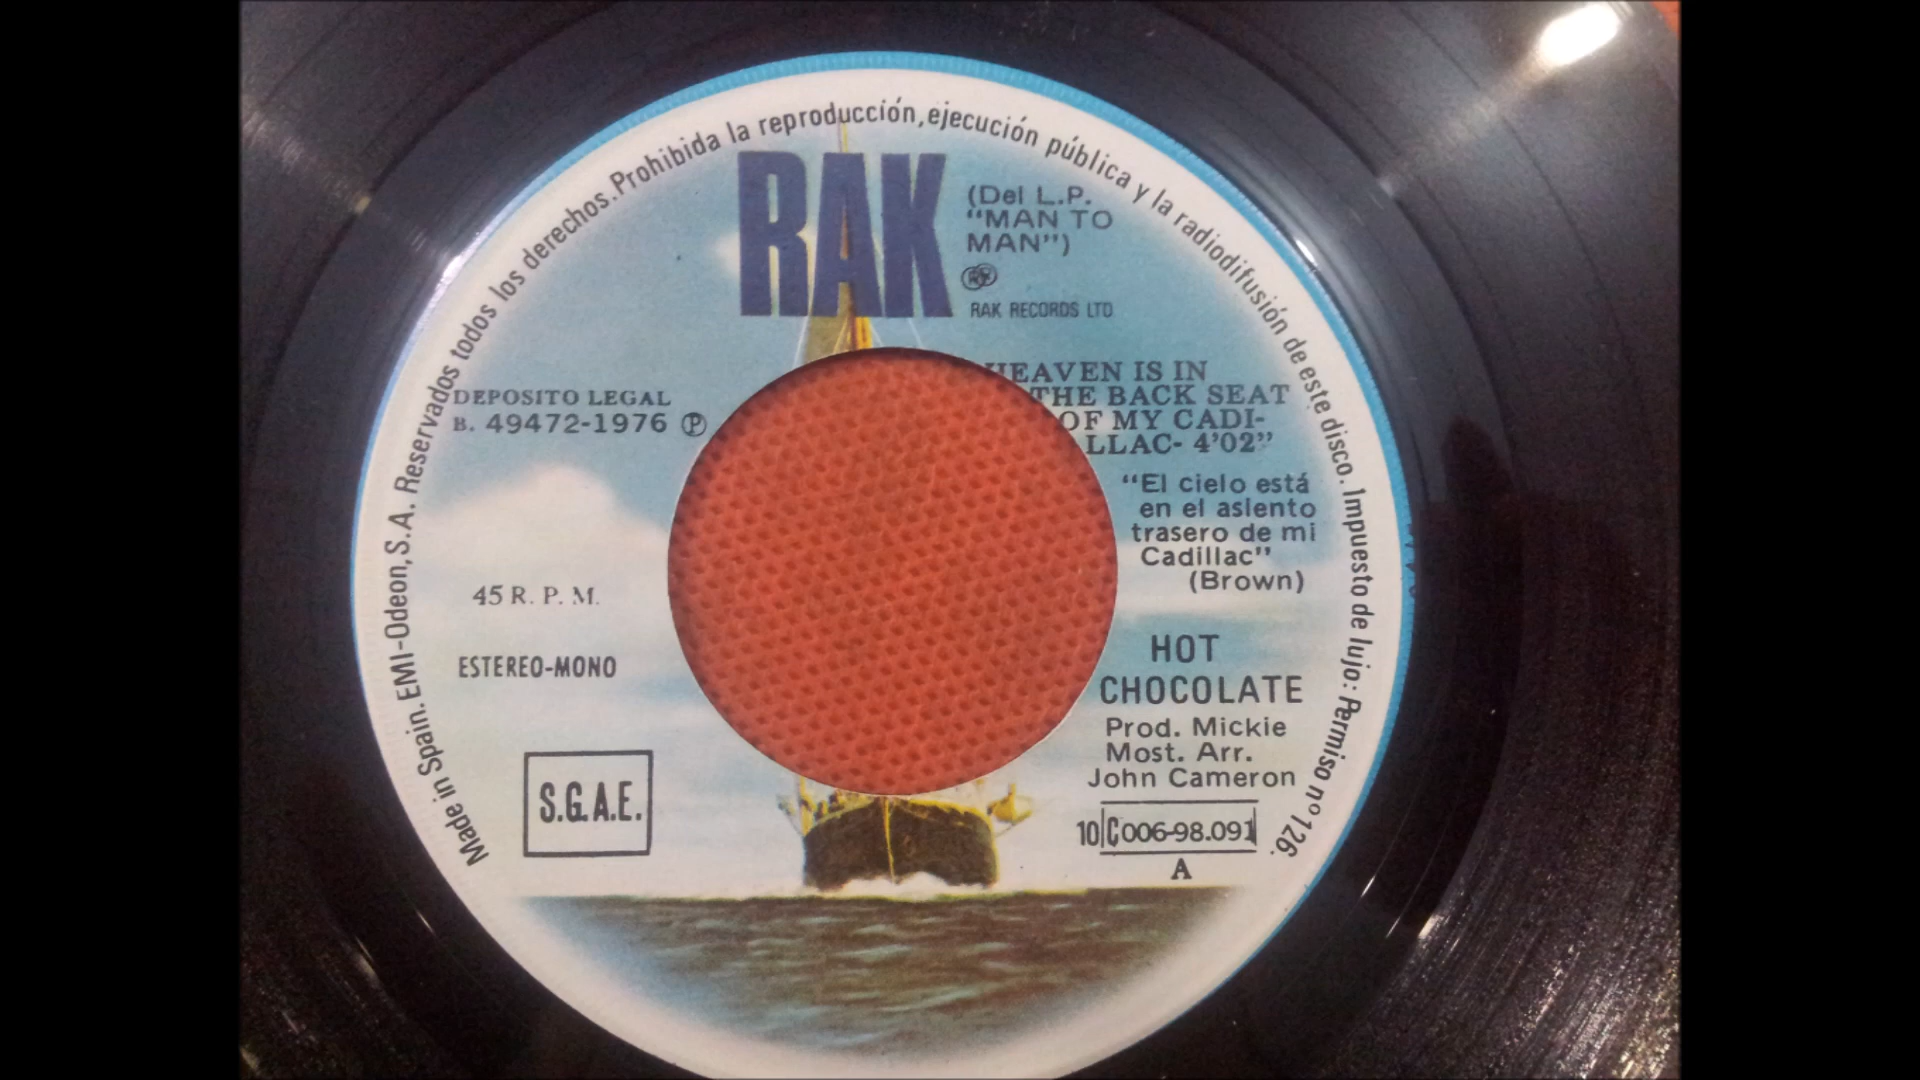 Made in Spain. EMI-Odeon, S.A. Reservados todos los derechos. Prohibida la reproducción, ejecución pública y la radiodifusión de este disco. Impuesto de lujo: Permiso nº 126.
RAK
(Del L.P.
“MAN TO
MAN”)
RAK RECORDS LTD
DEPOSITO LEGAL
B. 49472-1976 Ⓟ
HEAVEN IS IN
THE BACK SEAT
OF MY CADI-
LLAC- 4’02”
“El cielo está
en el asiento
trasero de mi
Cadillac”
(Brown)
45 R. P. M.
ESTEREO-MONO
S.G.A.E.
HOT
CHOCOLATE
Prod. Mickie
Most. Arr.
John Cameron
10C006-98.091
A